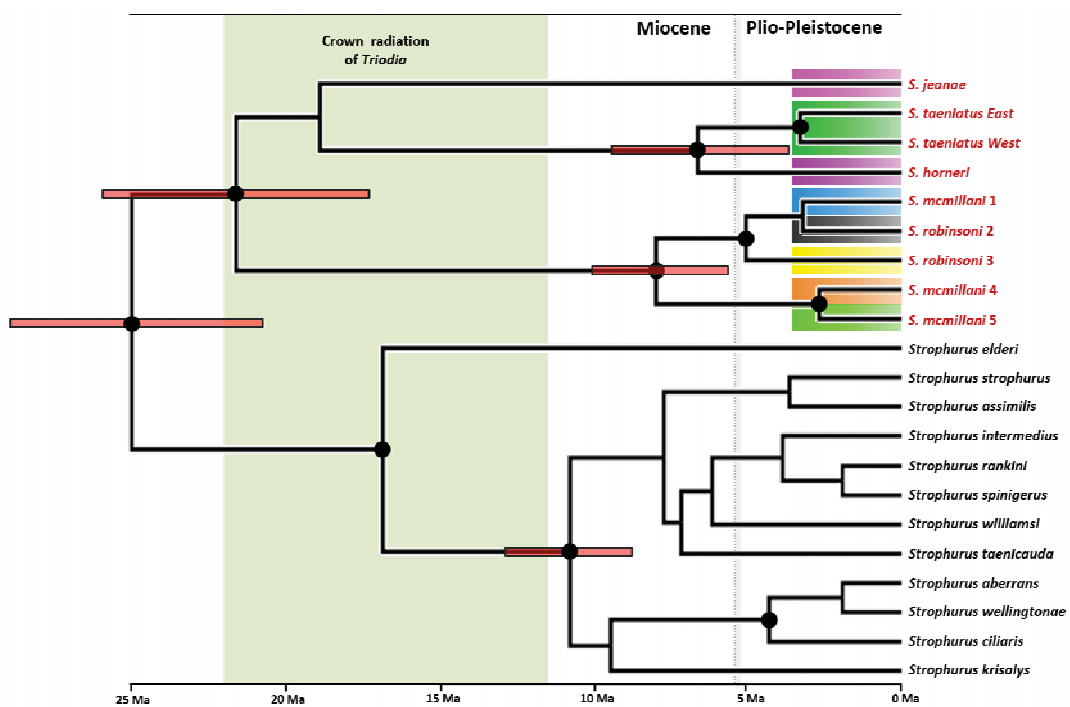 Miocene
Plio-Pleistocene
Crown radiation
of Triodia
S. jeanae
S. taeniatus East
S. taeniatus West
S. horneri
S. mcmillani 1
S. robinsoni 2
S. robinsoni 3
S. mcmillani 4
S. mcmillani 5
Strophurus elderi
Strophurus strophurus
Strophurus assimilis
Strophurus intermedius
Strophurus rankini
Strophurus spinigerus
Strophurus williamsi
Strophurus taenicauda
Strophurus aberrans
Strophurus wellingtonae
Strophurus ciliaris
Strophurus krisalys
25 Ma
20 Ma
15 Ma
10 Ma
5 Ma
0 Ma